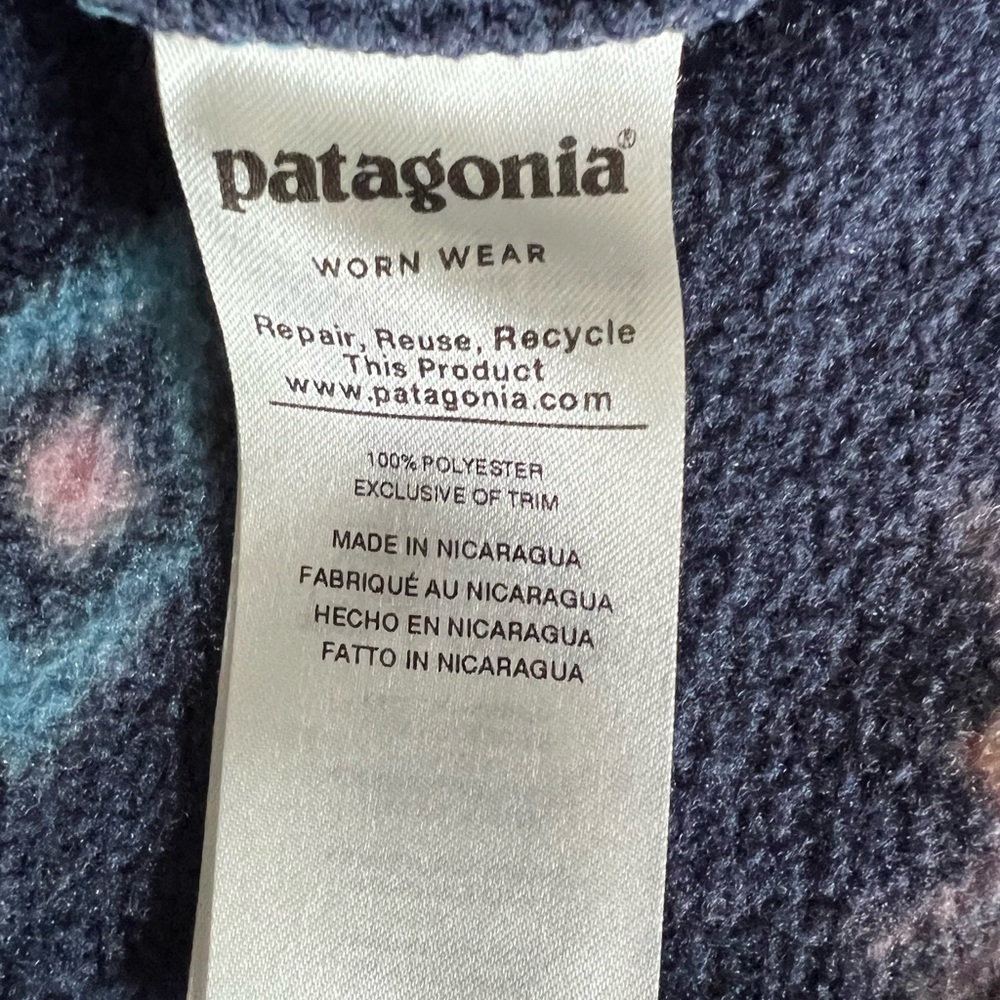 patagonia®
WORN WEAR
Repair, Reuse, Recycle
This Product
www.patagonia.com
100% POLYESTER
EXCLUSIVE OF TRIM
MADE IN NICARAGUA
FABRIQUÉ AU NICARAGUA
HECHO EN NICARAGUA
FATTO IN NICARAGUA